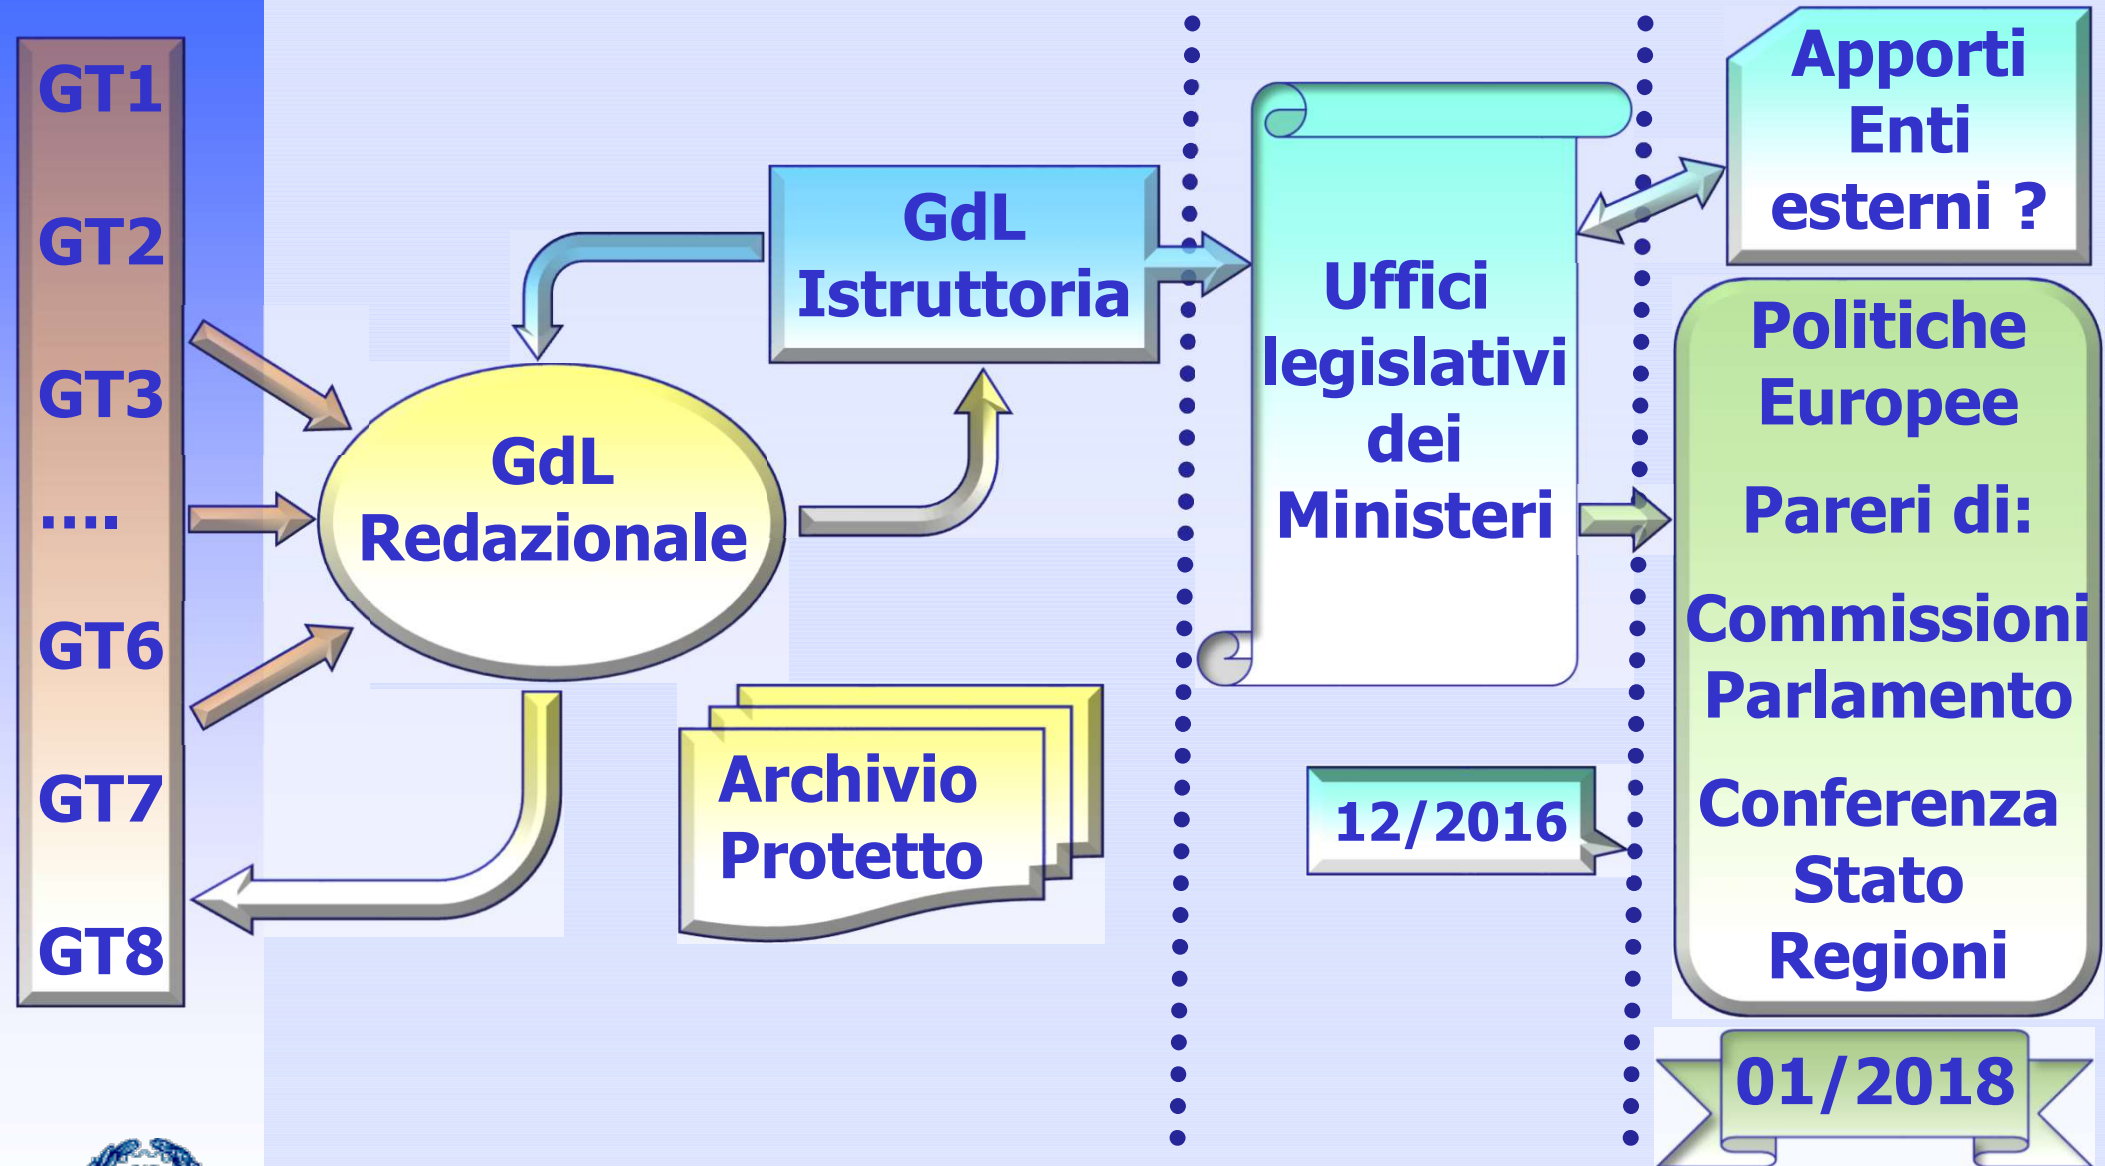 GT1
GT2
GT3
....
GT6
GT7
GT8
GdL
Redazionale
GdL
Istruttoria
Archivio
Protetto
Uffici
legislativi
dei
Ministeri
12/2016
Apporti
Enti
esterni ?
Politiche
Europee
Pareri di:
Commissioni
Parlamento
Conferenza
Stato
Regioni
01/2018